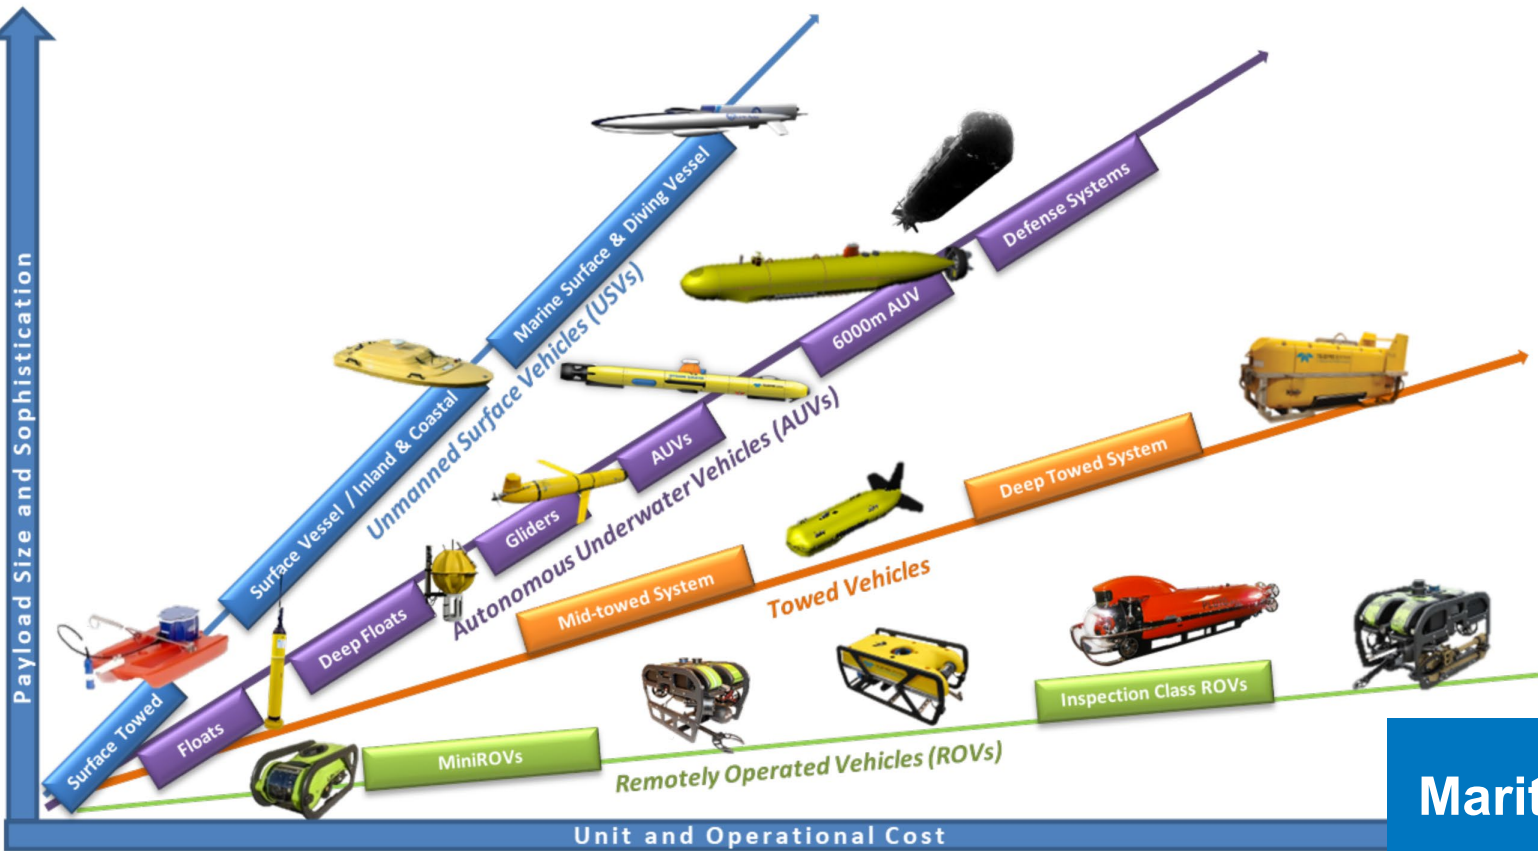 Payload Size and Sophistication
Unit and Operational Cost
Surface Towed
Surface Vessel / Inland & Coastal
Marine Surface & Diving Vessel
Unmanned Surface Vehicles (USVs)
Floats
Deep Floats
Gliders
AUVs
6000m AUV
Defense Systems
Autonomous Underwater Vehicles (AUVs)
Mid-towed System
Deep Towed System
Towed Vehicles
MiniROVs
Inspection Class ROVs
Remotely Operated Vehicles (ROVs)
Marit